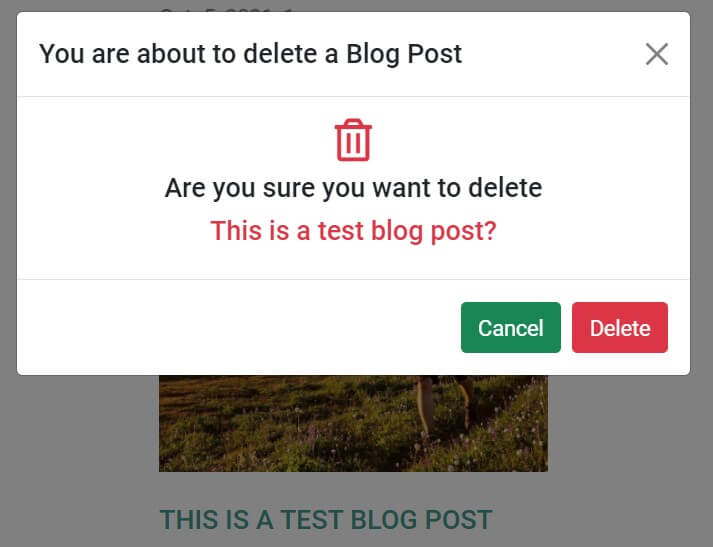 You are about to delete a Blog Post
Are you sure you want to delete
This is a test blog post?
Cancel Delete
THIS IS A TEST BLOG POST